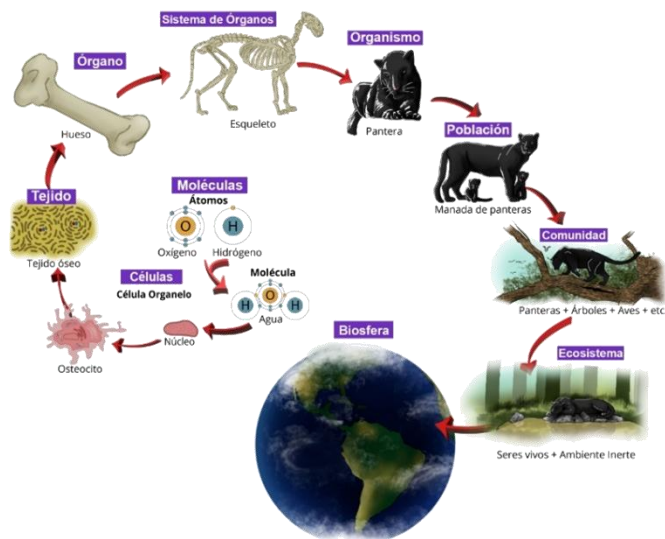 Moléculas
Átomos
O
H
Oxígeno
Hidrógeno
Molécula
H
O
H
Agua
Células
Célula Organelo
Núcleo
Osteocito
Tejido
Tejido óseo
Órgano
Hueso
Sistema de Órganos
Esqueleto
Organismo
Pantera
Población
Manada de panteras
Comunidad
Panteras + Árboles + Aves + etc.
Ecosistema
Seres vivos + Ambiente Inerte
Biosfera